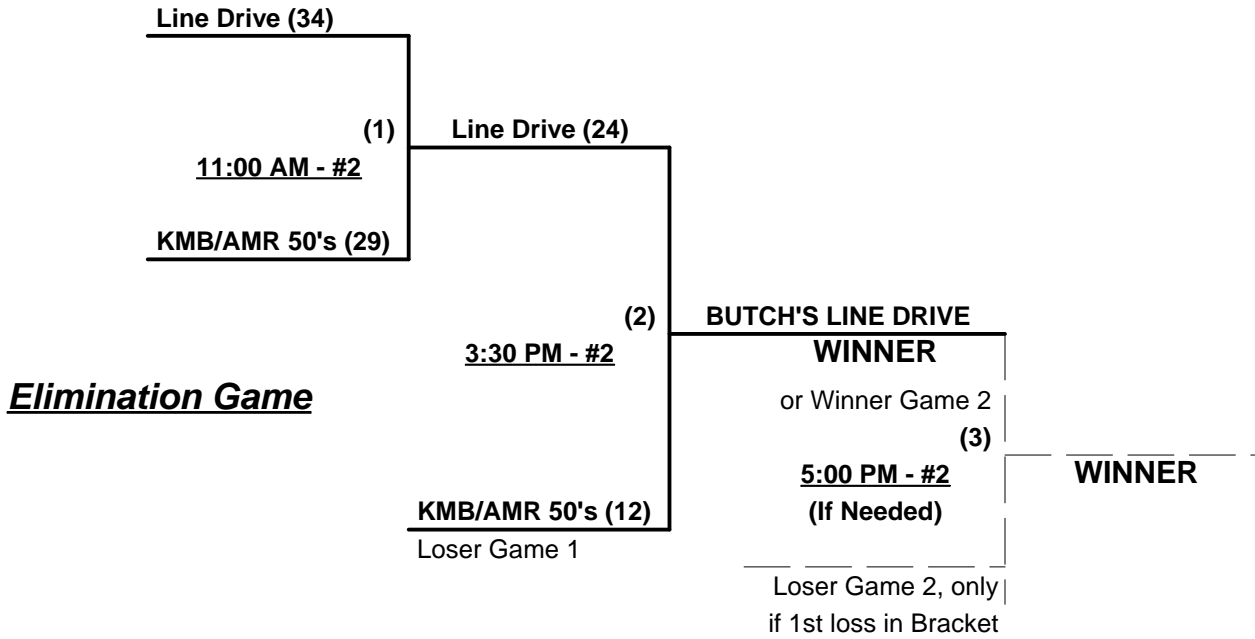 Line Drive (34)
(1)
Line Drive (24)
11:00 AM - #2
KMB/AMR 50's (29)
(2)
BUTCH'S LINE DRIVE
3:30 PM - #2
WINNER
Elimination Game
or Winner Game 2
(3)
5:00 PM - #2
WINNER
(If Needed)
KMB/AMR 50's (12)
Loser Game 1
Loser Game 2, only
if 1st loss in Bracket